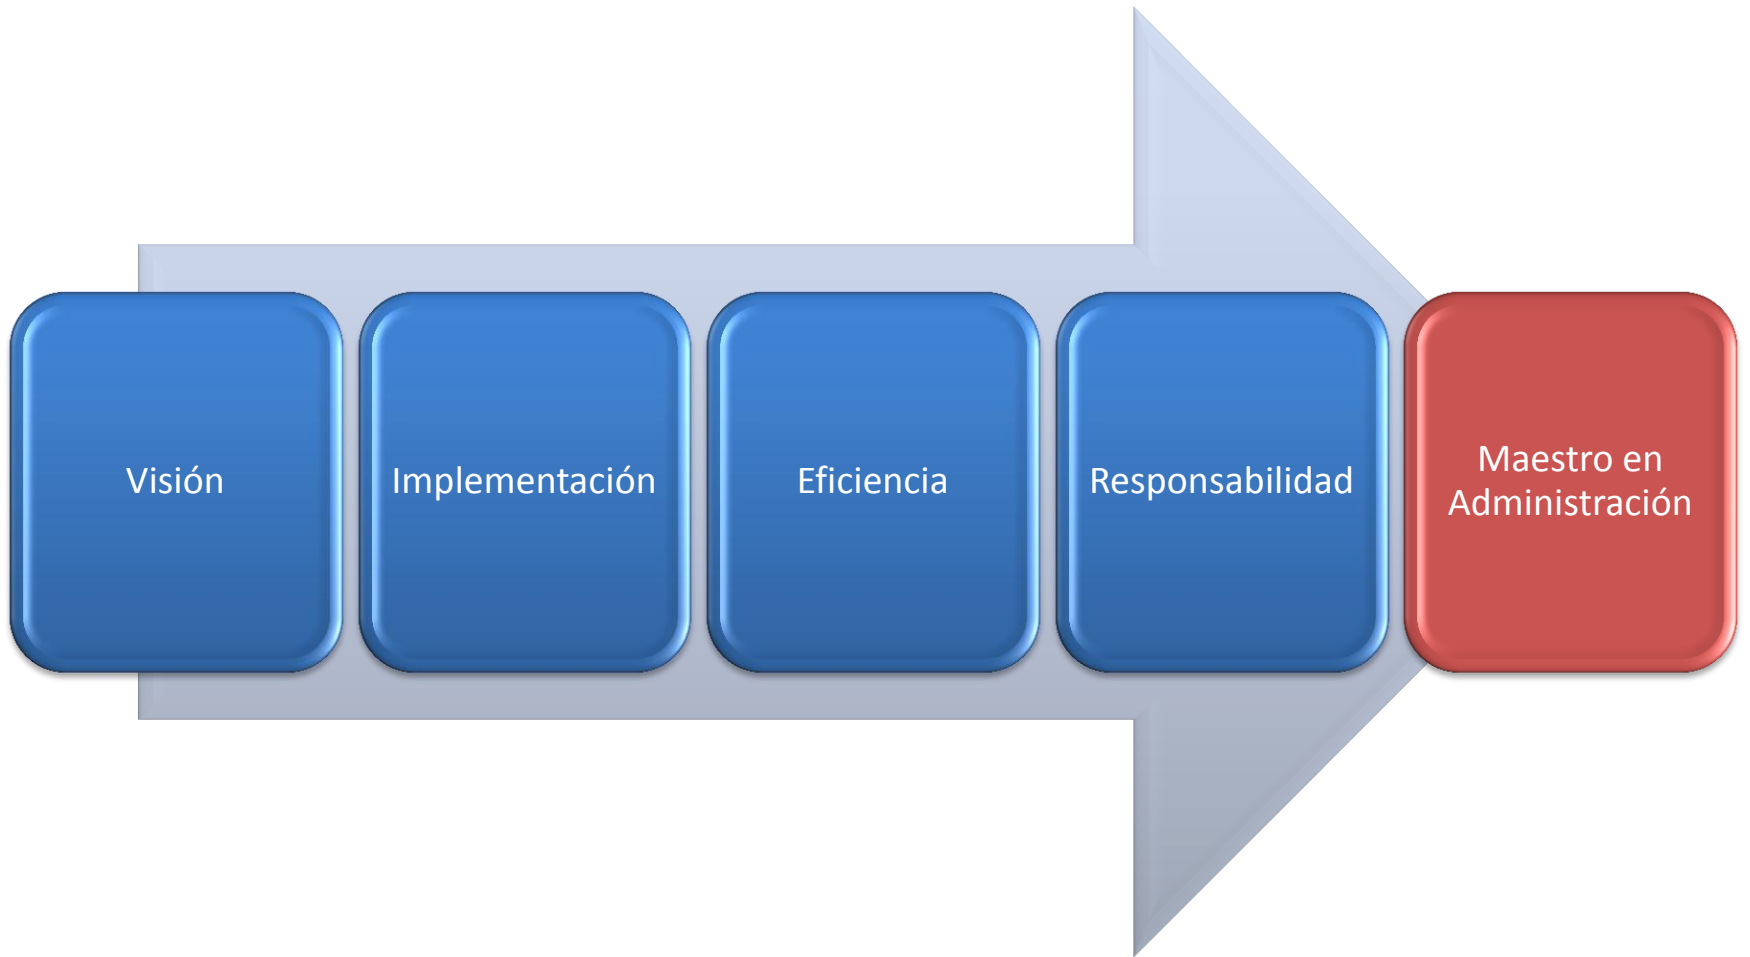 Visión
Implementación
Eficiencia
Responsabilidad
Maestro en
Administración